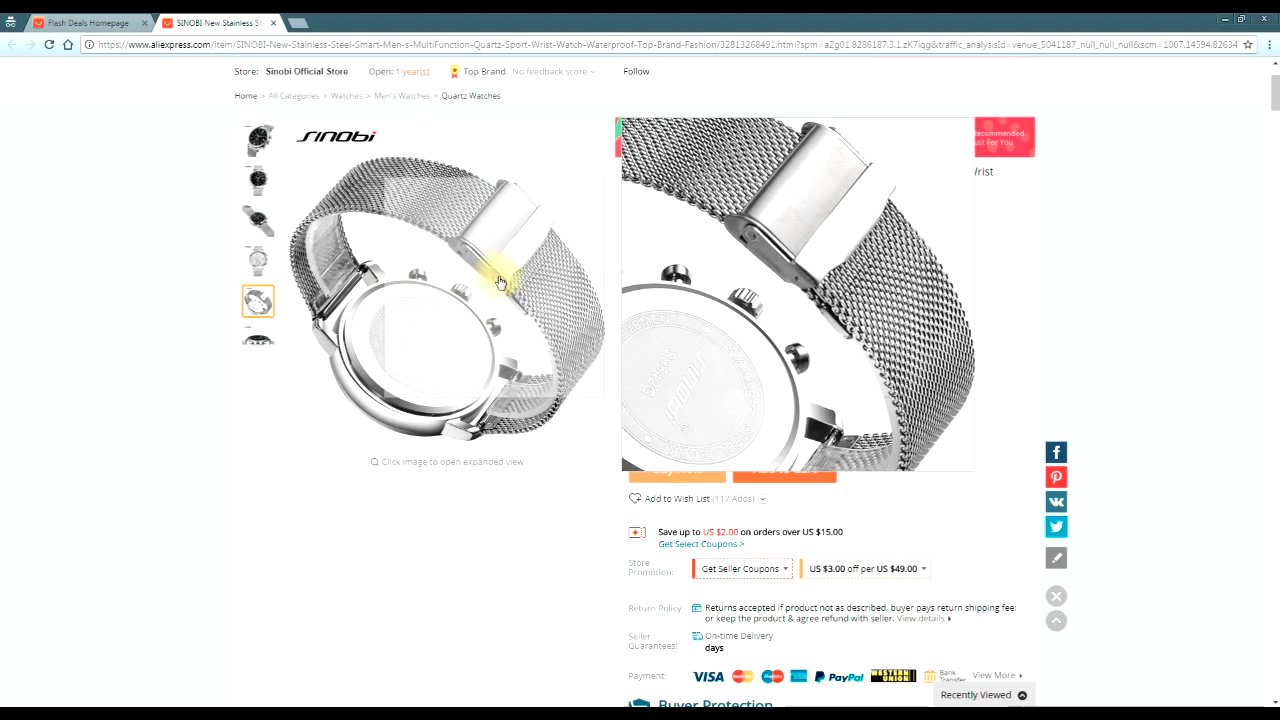 Flash Deals Homepage
SINOBI New Stainless St
https://www.aliexpress.com/item/SINOBI-New-Stainless-Steel-Smart-Men-s-MultiFunction-Quartz-Sport-Wrist-Watch-Waterproof-Top-Brand-Fashion/32813268491.html?spm=a2g01.8286187.3.1.zK7iqg&traffic_analysisId=venue_5041187_null_null_null&scm=1007.14594.82634
Store: Sinobi Official Store Open: 1 year(s) Top Brand No feedback score Follow
Home > All Categories > Watches > Men's Watches > Quartz Watches
SINOBI
Recommended
Just For You
Wrist
SINOBI
Click image to open expanded view
Add to Wish List (117 Adds)
Save up to US $2.00 on orders over US $15.00
Get Select Coupons >
Store Promotion: Get Seller Coupons US $3.00 off per US $49.00
Return Policy Returns accepted if product not as described, buyer pays return shipping fee;
or keep the product & agree refund with seller. View details
Seller Guarantees: On-time Delivery
days
Payment: VISA MasterCard Maestro PayPal WESTERN UNION Bank Transfer View More
Recently Viewed
Buyer Protection